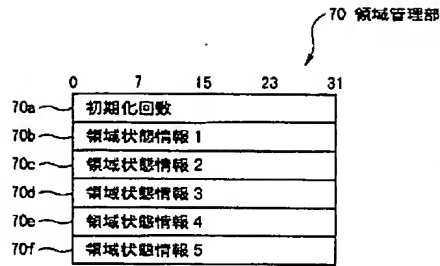 70 領域管理部
0 7 15 23 31
70a 初期化回数
70b 領域状態情報1
70c 領域状態情報2
70d 領域状態情報3
70e 領域状態情報4
70f 領域状態情報5